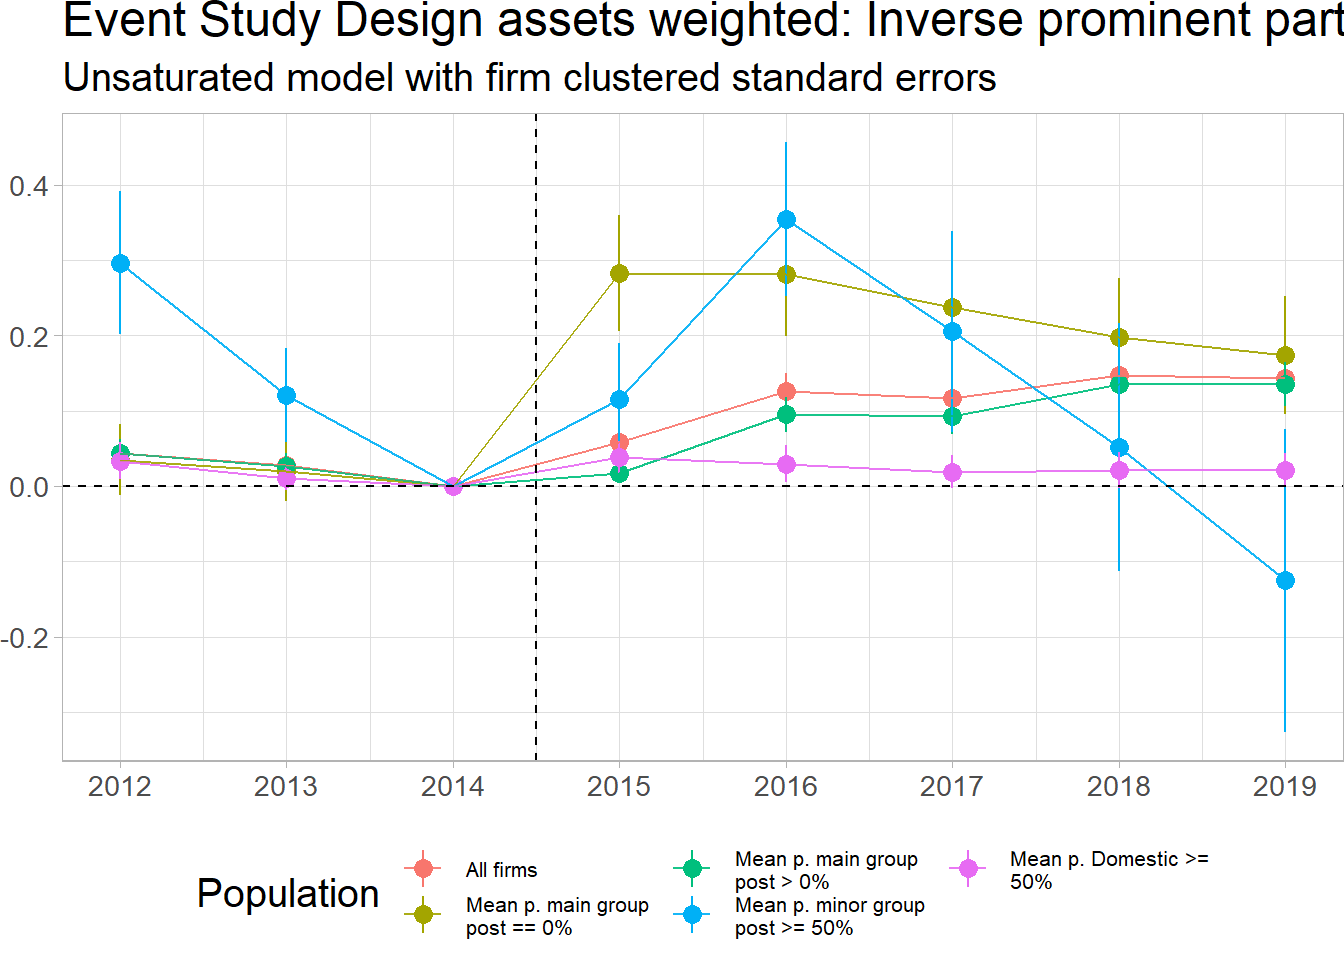 Event Study Design assets weighted: Inverse prominent part
Unsaturated model with firm clustered standard errors
0.4
0.2
0.0
-0.2
2012 2013 2014 2015 2016 2017 2018 2019
Population
All firms
Mean p. main group
post == 0%
Mean p. main group
post > 0%
Mean p. minor group
post >= 50%
Mean p. Domestic >=
50%